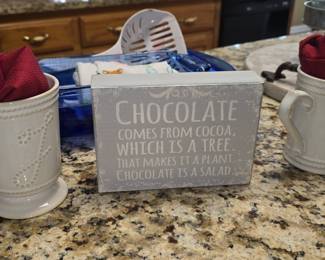 CHOCOLATE
COMES FROM COCOA,
WHICH IS A TREE.
THAT MAKES IT A PLANT.
CHOCOLATE IS A SALAD.